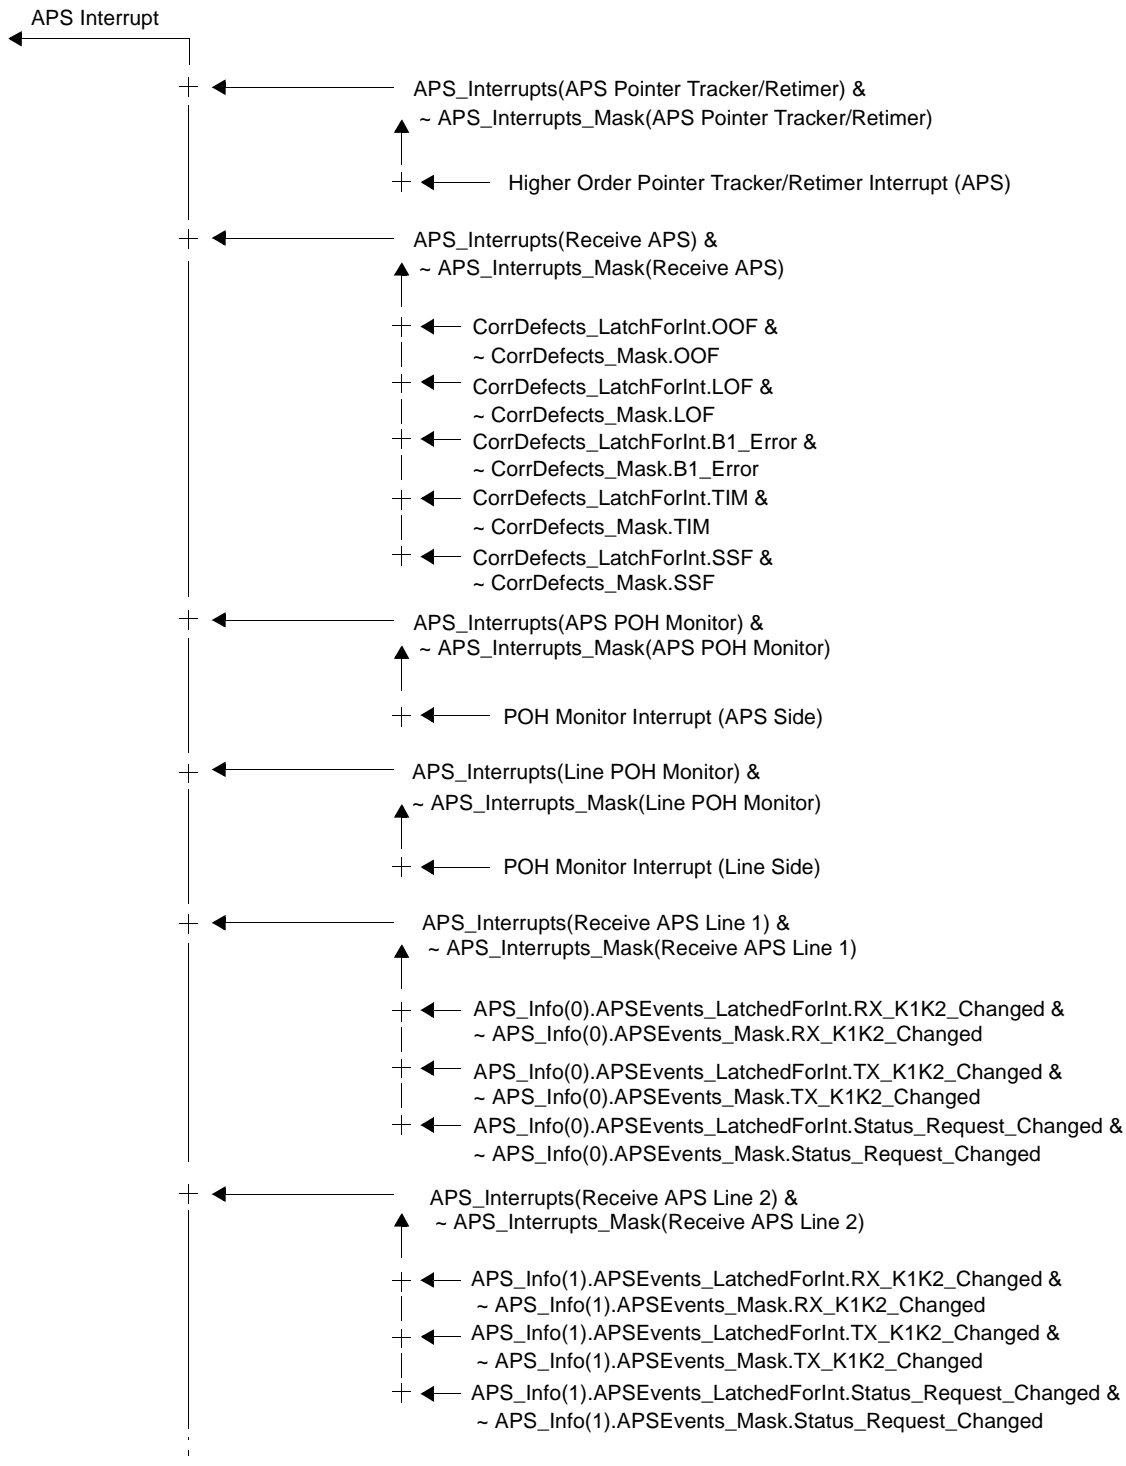 APS Interrupt
APS_Interrupts(APS Pointer Tracker/Retimer) &
~ APS_Interrupts_Mask(APS Pointer Tracker/Retimer)
Higher Order Pointer Tracker/Retimer Interrupt (APS)
APS_Interrupts(Receive APS) &
~ APS_Interrupts_Mask(Receive APS)
CorrDefects_LatchForInt.OOF &
~ CorrDefects_Mask.OOF
CorrDefects_LatchForInt.LOF &
~ CorrDefects_Mask.LOF
CorrDefects_LatchForInt.B1_Error &
~ CorrDefects_Mask.B1_Error
CorrDefects_LatchForInt.TIM &
~ CorrDefects_Mask.TIM
CorrDefects_LatchForInt.SSF &
~ CorrDefects_Mask.SSF
APS_Interrupts(APS POH Monitor) &
~ APS_Interrupts_Mask(APS POH Monitor)
POH Monitor Interrupt (APS Side)
APS_Interrupts(Line POH Monitor) &
~ APS_Interrupts_Mask(Line POH Monitor)
POH Monitor Interrupt (Line Side)
APS_Interrupts(Receive APS Line 1) &
~ APS_Interrupts_Mask(Receive APS Line 1)
APS_Info(0).APSEvents_LatchedForInt.RX_K1K2_Changed &
~ APS_Info(0).APSEvents_Mask.RX_K1K2_Changed
APS_Info(0).APSEvents_LatchedForInt.TX_K1K2_Changed &
~ APS_Info(0).APSEvents_Mask.TX_K1K2_Changed
APS_Info(0).APSEvents_LatchedForInt.Status_Request_Changed &
~ APS_Info(0).APSEvents_Mask.Status_Request_Changed
APS_Interrupts(Receive APS Line 2) &
~ APS_Interrupts_Mask(Receive APS Line 2)
APS_Info(1).APSEvents_LatchedForInt.RX_K1K2_Changed &
~ APS_Info(1).APSEvents_Mask.RX_K1K2_Changed
APS_Info(1).APSEvents_LatchedForInt.TX_K1K2_Changed &
~ APS_Info(1).APSEvents_Mask.TX_K1K2_Changed
APS_Info(1).APSEvents_LatchedForInt.Status_Request_Changed &
~ APS_Info(1).APSEvents_Mask.Status_Request_Changed